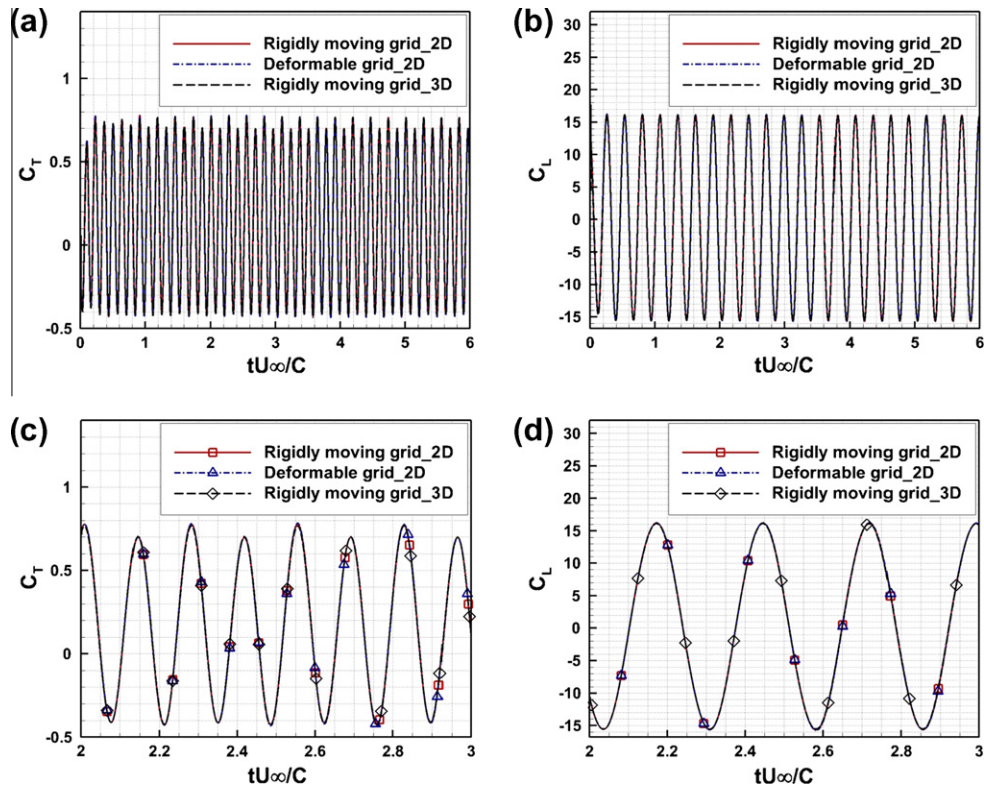 (a)
Rigidly moving grid_2D
Deformable grid_2D
Rigidly moving grid_3D
1
0.5
0
-0.5
C_T
0 1 2 3 4 5 6
tU∞/C
(b)
Rigidly moving grid_2D
Deformable grid_2D
Rigidly moving grid_3D
30
25
20
15
10
5
0
-5
-10
-15
C_L
0 1 2 3 4 5 6
tU∞/C
(c)
Rigidly moving grid_2D
Deformable grid_2D
Rigidly moving grid_3D
1
0.5
0
-0.5
C_T
2 2.2 2.4 2.6 2.8 3
tU∞/C
(d)
Rigidly moving grid_2D
Deformable grid_2D
Rigidly moving grid_3D
30
25
20
15
10
5
0
-5
-10
-15
C_L
2 2.2 2.4 2.6 2.8 3
tU∞/C